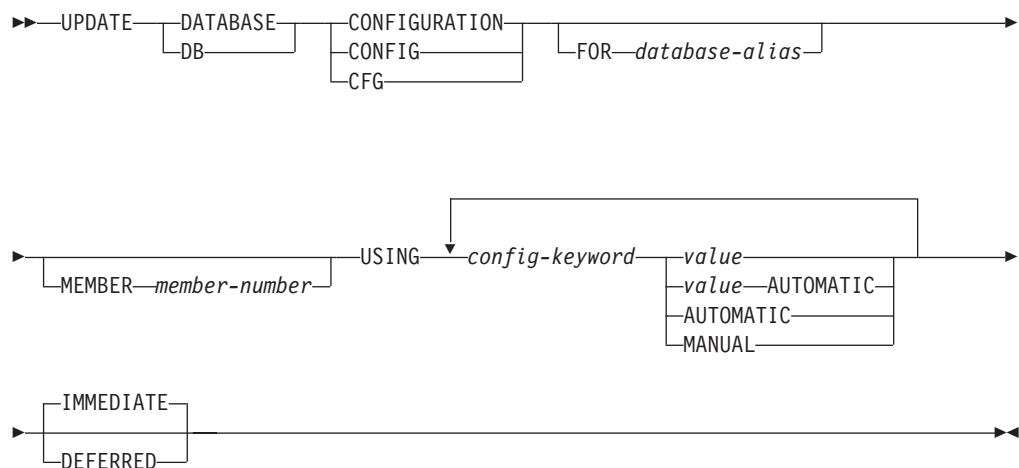 UPDATE DATABASE CONFIGURATION
DB CONFIG FOR database-alias
CFG
USING config-keyword value
MEMBER member-number value AUTOMATIC
AUTOMATIC
MANUAL
IMMEDIATE
DEFERRED